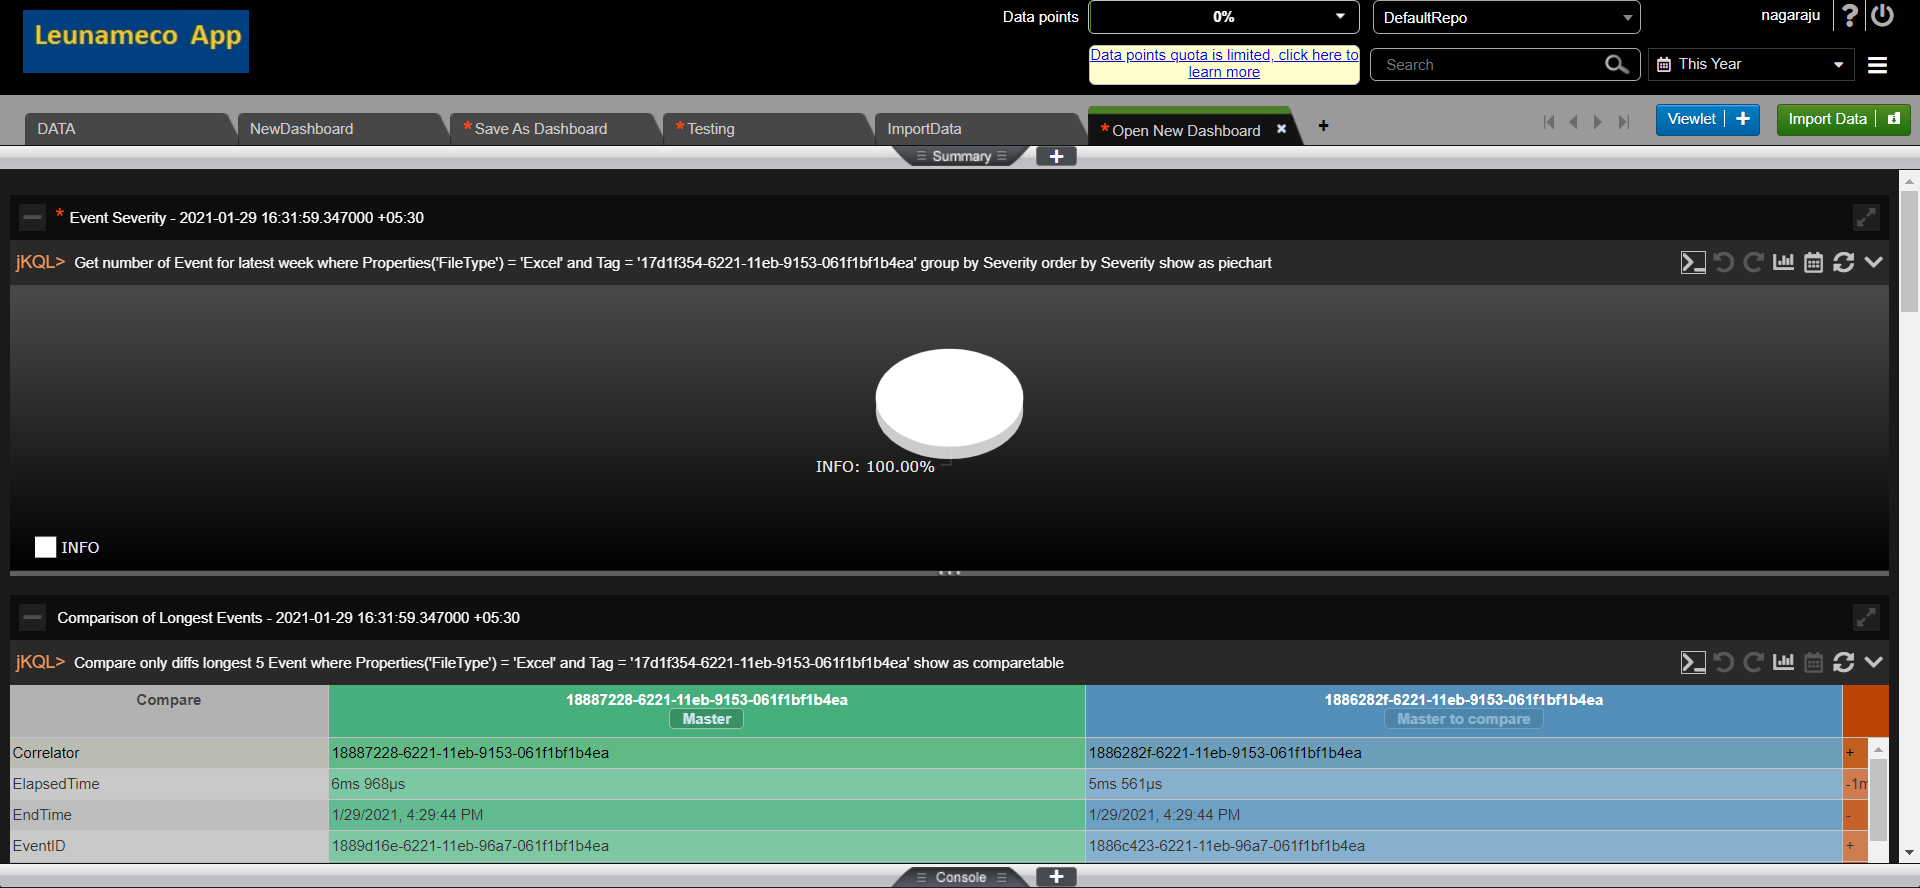 Leunameco App
Data points
0%
DefaultRepo
nagaraju
?
Data points quota is limited, click here to
learn more
Search
This Year
DATA
NewDashboard
* Save As Dashboard
* Testing
ImportData
* Open New Dashboard ✖
+
Viewlet +
Import Data
Summary
+
* Event Severity - 2021-01-29 16:31:59.347000 +05:30
jKQL> Get number of Event for latest week where Properties('FileType') = 'Excel' and Tag = '17d1f354-6221-11eb-9153-061f1bf1b4ea' group by Severity order by Severity show as piechart
INFO: 100.00%
INFO
Comparison of Longest Events - 2021-01-29 16:31:59.347000 +05:30
jKQL> Compare only diffs longest 5 Event where Properties('FileType') = 'Excel' and Tag = '17d1f354-6221-11eb-9153-061f1bf1b4ea' show as comparetable
Compare
18887228-6221-11eb-9153-061f1bf1b4ea
Master
1886282f-6221-11eb-9153-061f1bf1b4ea
Master to compare
Correlator 18887228-6221-11eb-9153-061f1bf1b4ea 1886282f-6221-11eb-9153-061f1bf1b4ea +
ElapsedTime 6ms 968µs 5ms 561µs -1m
EndTime 1/29/2021, 4:29:44 PM 1/29/2021, 4:29:44 PM -
EventID 1889d16e-6221-11eb-96a7-061f1bf1b4ea 1886c423-6221-11eb-96a7-061f1bf1b4ea +
Console
+